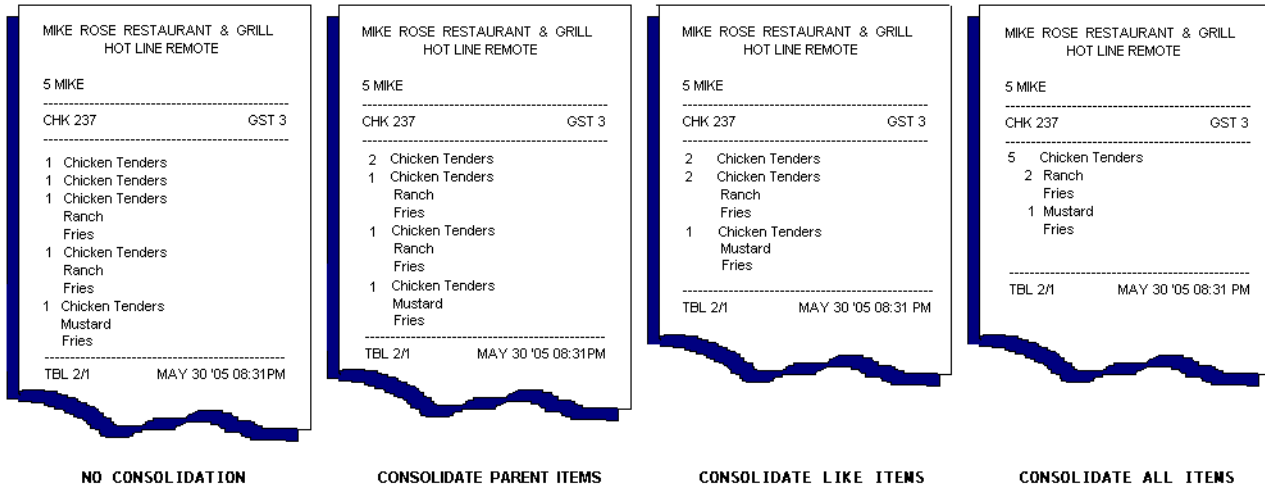 MIKE ROSE RESTAURANT & GRILL
HOT LINE REMOTE
5 MIKE
CHK 237 GST 3
1 Chicken Tenders
1 Chicken Tenders
1 Chicken Tenders
Ranch
Fries
1 Chicken Tenders
Ranch
Fries
1 Chicken Tenders
Mustard
Fries
TBL 2/1 MAY 30 '05 08:31PM
NO CONSOLIDATION
MIKE ROSE RESTAURANT & GRILL
HOT LINE REMOTE
5 MIKE
CHK 237 GST 3
2 Chicken Tenders
1 Chicken Tenders
Ranch
Fries
1 Chicken Tenders
Ranch
Fries
1 Chicken Tenders
Mustard
Fries
TBL 2/1 MAY 30 '05 08:31PM
CONSOLIDATE PARENT ITEMS
MIKE ROSE RESTAURANT & GRILL
HOT LINE REMOTE
5 MIKE
CHK 237 GST 3
2 Chicken Tenders
2 Chicken Tenders
Ranch
Fries
1 Chicken Tenders
Mustard
Fries
TBL 2/1 MAY 30 '05 08:31 PM
CONSOLIDATE LIKE ITEMS
MIKE ROSE RESTAURANT & GRILL
HOT LINE REMOTE
5 MIKE
CHK 237 GST 3
5 Chicken Tenders
2 Ranch
Fries
1 Mustard
Fries
TBL 2/1 MAY 30 '05 08:31 PM
CONSOLIDATE ALL ITEMS